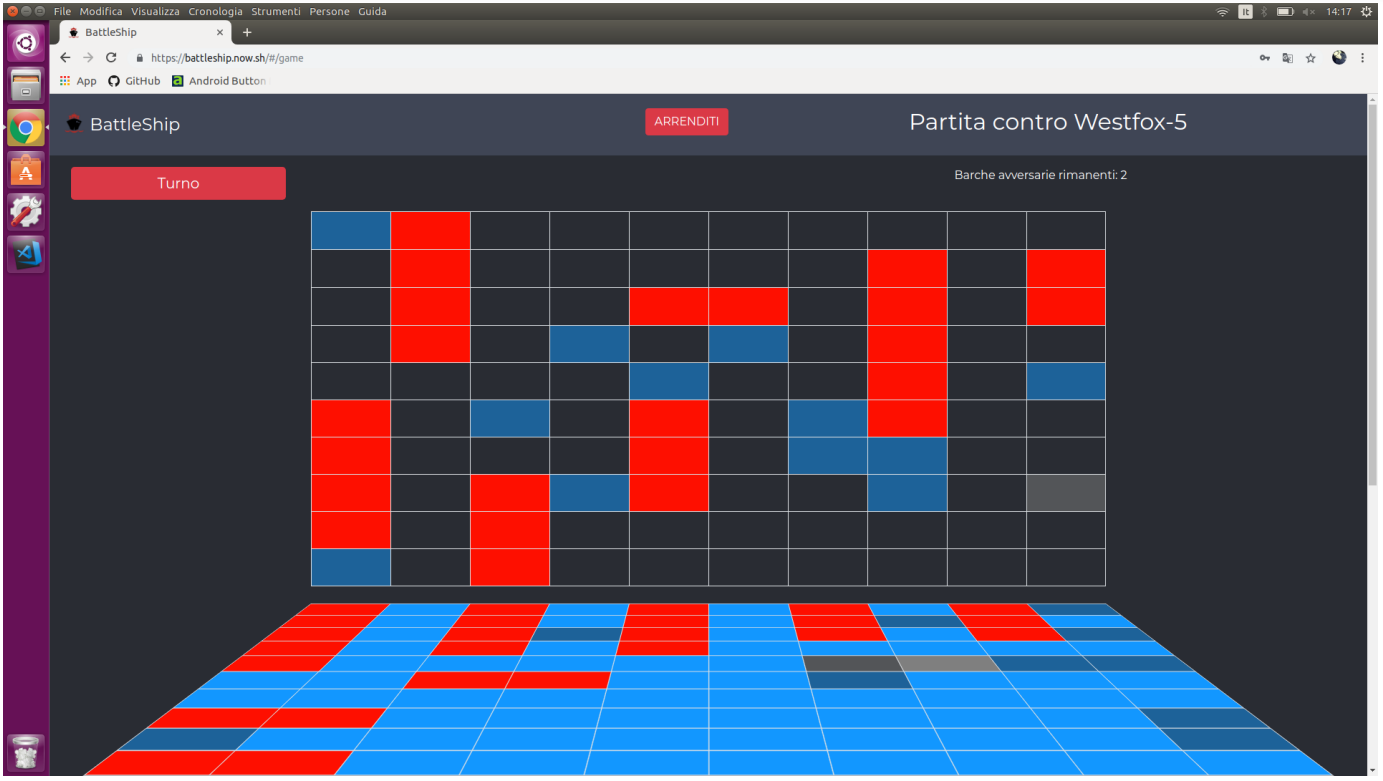 File Modifica Visualizza Cronologia Strumenti Persone Guida
It
14:17
BattleShip
https://battleship.now.sh/#/game
App GitHub Android Button
BattleShip
ARRENDITI
Partita contro Westfox-5
Turno
Barche avversarie rimanenti: 2